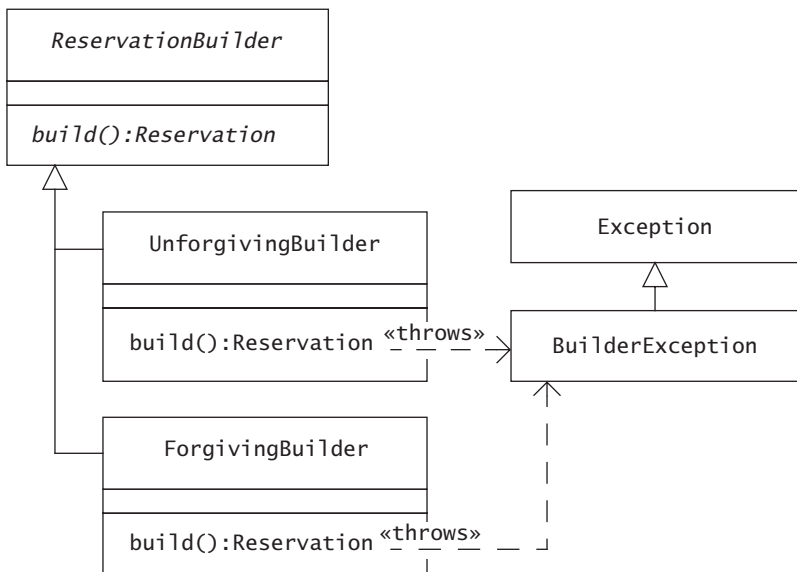 ReservationBuilder
build():Reservation
UnforgivingBuilder
build():Reservation
«throws»
Exception
BuilderException
ForgivingBuilder
build():Reservation
«throws»